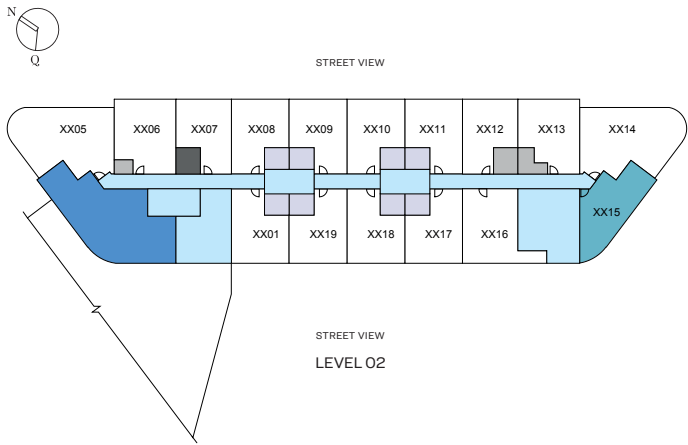 N
Q
STREET VIEW
XX05 XX06 XX07 XX08 XX09 XX10 XX11 XX12 XX13 XX14
XX15
XX01 XX19 XX18 XX17 XX16
STREET VIEW
LEVEL 02